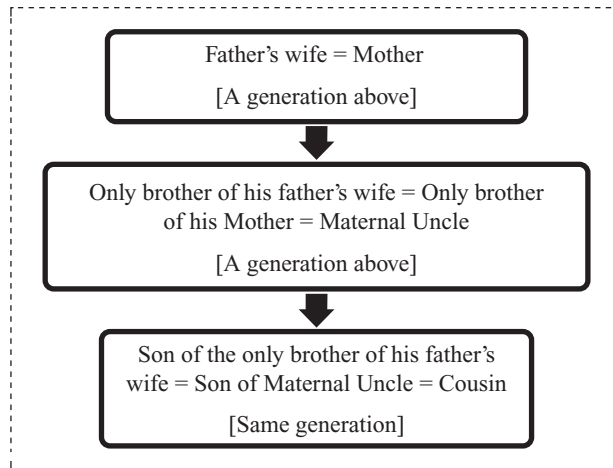 Father’s wife = Mother
[A generation above]
Only brother of his father’s wife = Only brother
of his Mother = Maternal Uncle
[A generation above]
Son of the only brother of his father’s
wife = Son of Maternal Uncle = Cousin
[Same generation]